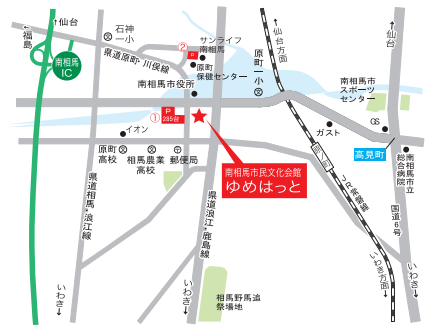 ↑仙台
←福島
南相馬
IC
石神
一小
県道原町・川俣線
②
P
サンライフ
南相馬
原町
保健センター
南相馬市役所
原町一小
↑仙台方面
↑仙台
南相馬市
スポーツ
センター
①
P
285台
イオン
原町
高校
相馬農業
高校
郵便局
南相馬市民文化会館
ゆめはっと
ガスト
GS
高見町
南相馬市立
総合病院
原町
JR常磐線
国道6号
県道相馬・浪江線
県道浪江・鹿島線
相馬野馬追
祭場地
いわき↓
いわき↓
いわき方面↓
いわき↓